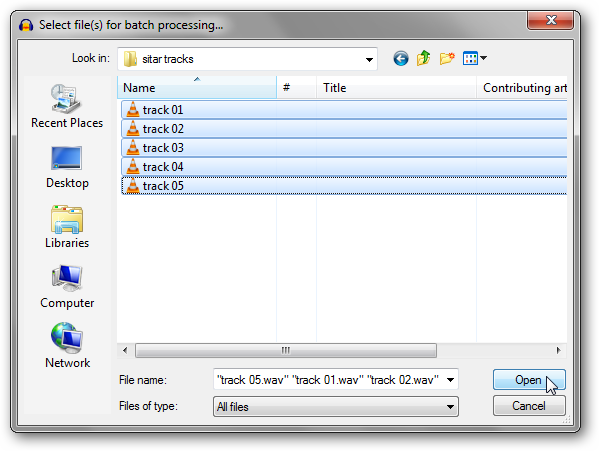 Select file(s) for batch processing...
Look in: sitar tracks
Name # Title Contributing art
track 01
track 02
track 03
track 04
track 05
Recent Places
Desktop
Libraries
Computer
Network
File name: "track 05.wav" "track 01.wav" "track 02.wav" Open
Files of type: All files Cancel